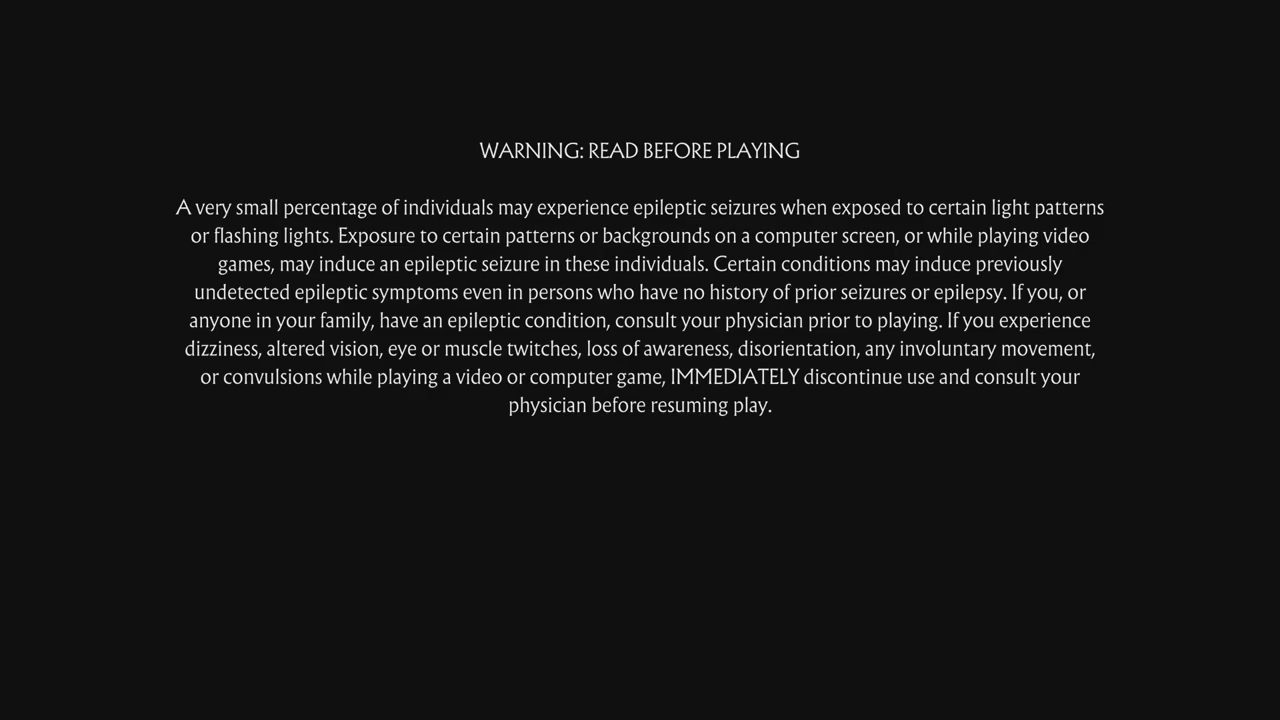 WARNING: READ BEFORE PLAYING
A very small percentage of individuals may experience epileptic seizures when exposed to certain light patterns
or flashing lights. Exposure to certain patterns or backgrounds on a computer screen, or while playing video
games, may induce an epileptic seizure in these individuals. Certain conditions may induce previously
undetected epileptic symptoms even in persons who have no history of prior seizures or epilepsy. If you, or
anyone in your family, have an epileptic condition, consult your physician prior to playing. If you experience
dizziness, altered vision, eye or muscle twitches, loss of awareness, disorientation, any involuntary movement,
or convulsions while playing a video or computer game, IMMEDIATELY discontinue use and consult your
physician before resuming play.